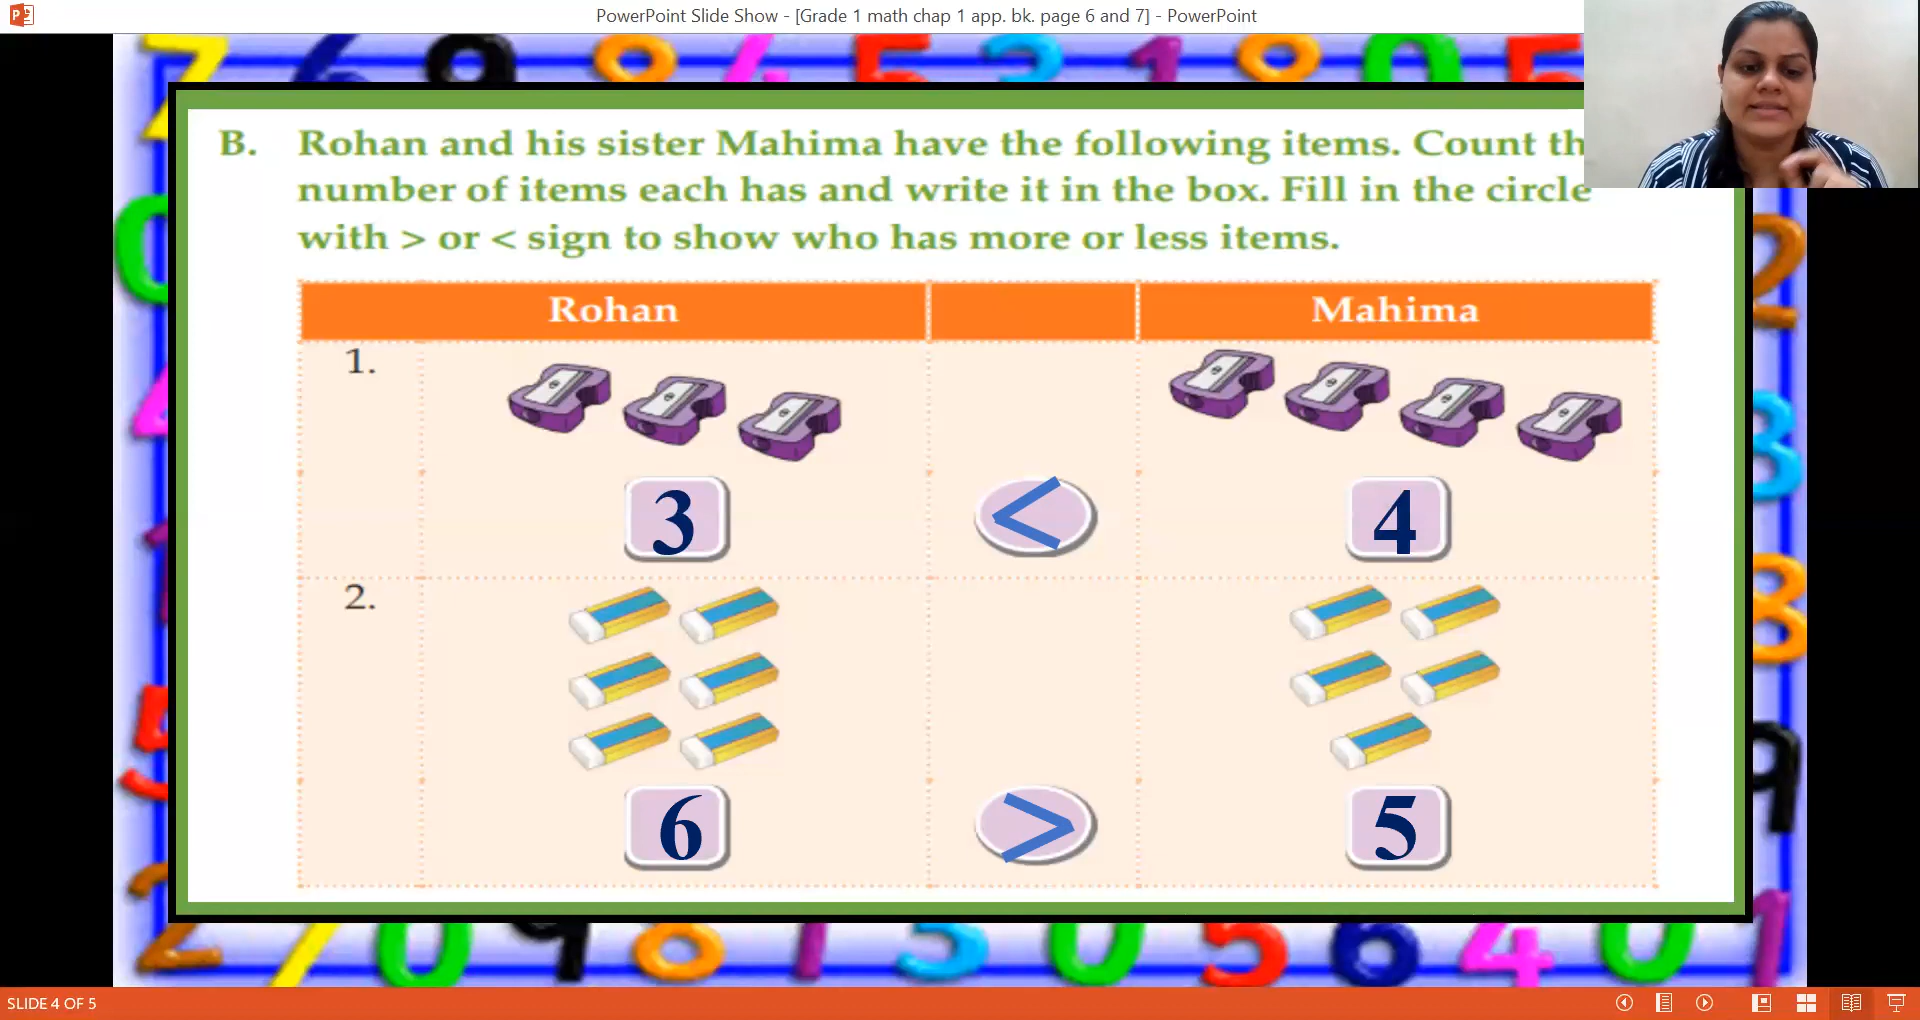 PowerPoint Slide Show - [Grade 1 math chap 1 app. bk. page 6 and 7] - PowerPoint
B. Rohan and his sister Mahima have the following items. Count
number of items each has and write it in the box. Fill in the circle
with > or < sign to show who has more or less items.
Rohan Mahima
1.
3 < 4
2.
6 > 5
SLIDE 4 OF 5